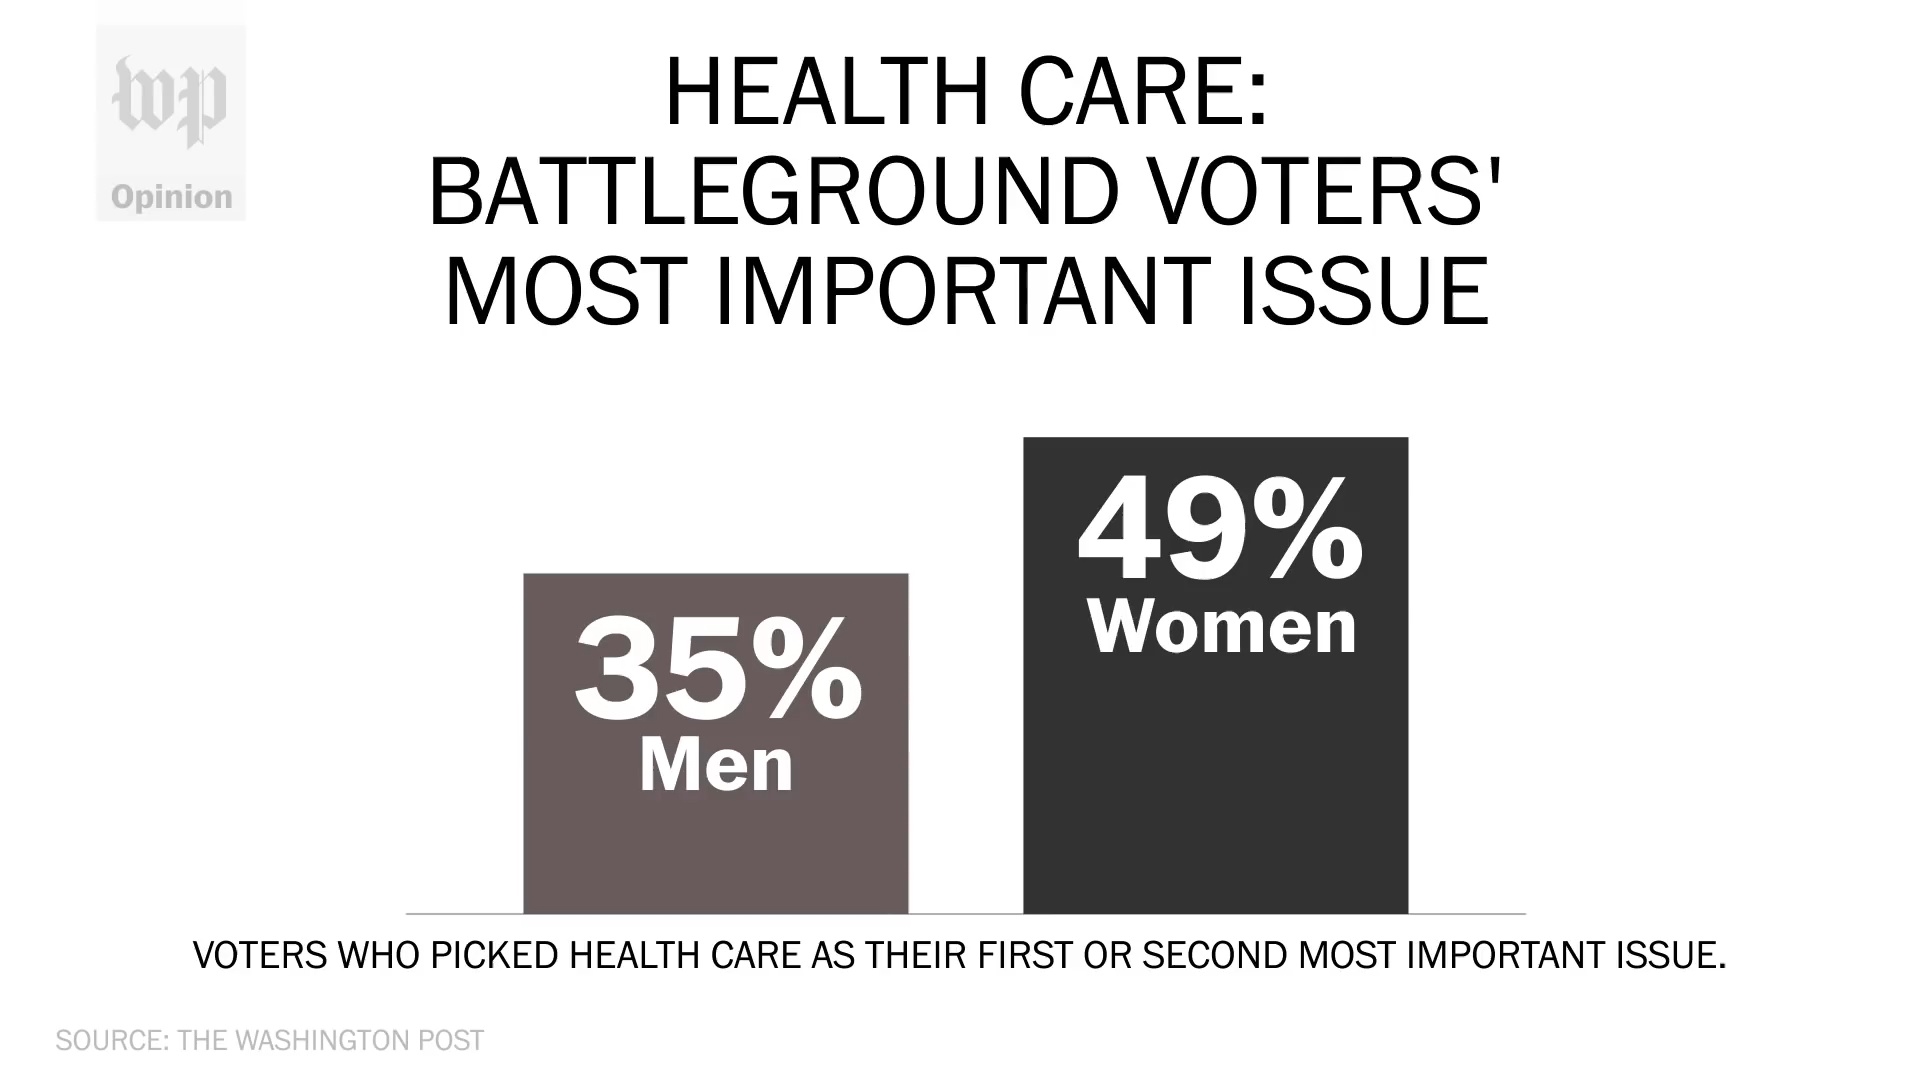 wp
Opinion
HEALTH CARE:
BATTLEGROUND VOTERS'
MOST IMPORTANT ISSUE
49%
Women
35%
Men
VOTERS WHO PICKED HEALTH CARE AS THEIR FIRST OR SECOND MOST IMPORTANT ISSUE.
SOURCE: THE WASHINGTON POST